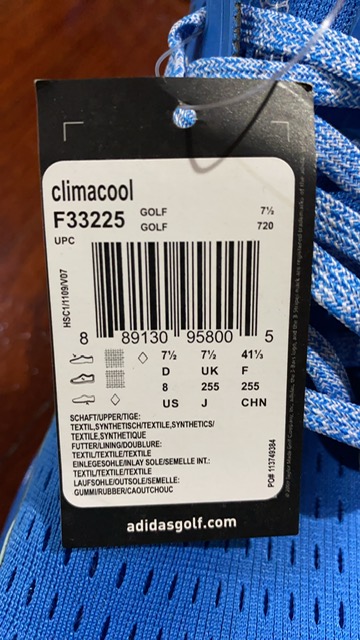 climacool
F33225 GOLF 7½
GOLF 720
UPC
HSC1/1109/V07
8 89130 95800 5
7½ 7½ 41⅓
D UK F
8 255 255
US J CHN
SCHAFT/UPPER/TIGE:
TEXTIL,SYNTHETISCH/TEXTILE,SYNTHETICS/
TEXTILE,SYNTHETIQUE
FUTTER/LINING/DOUBLURE:
TEXTIL/TEXTILE/TEXTILE
EINLEGESOHLE/INLAY SOLE/SEMELLE INT.:
TEXTIL/TEXTILE/TEXTILE
LAUFSOHLE/OUTSOLE/SEMELLE:
GUMMI/RUBBER/CAOUTCHOUC
PO# 113749384
adidasgolf.com